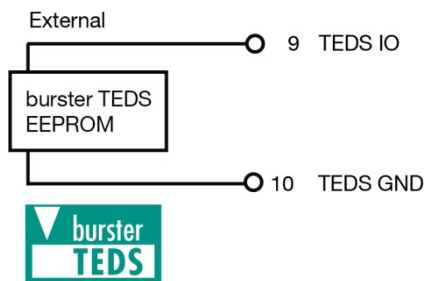 External
9 TEDS IO
burster TEDS
EEPROM
10 TEDS GND
burster
TEDS